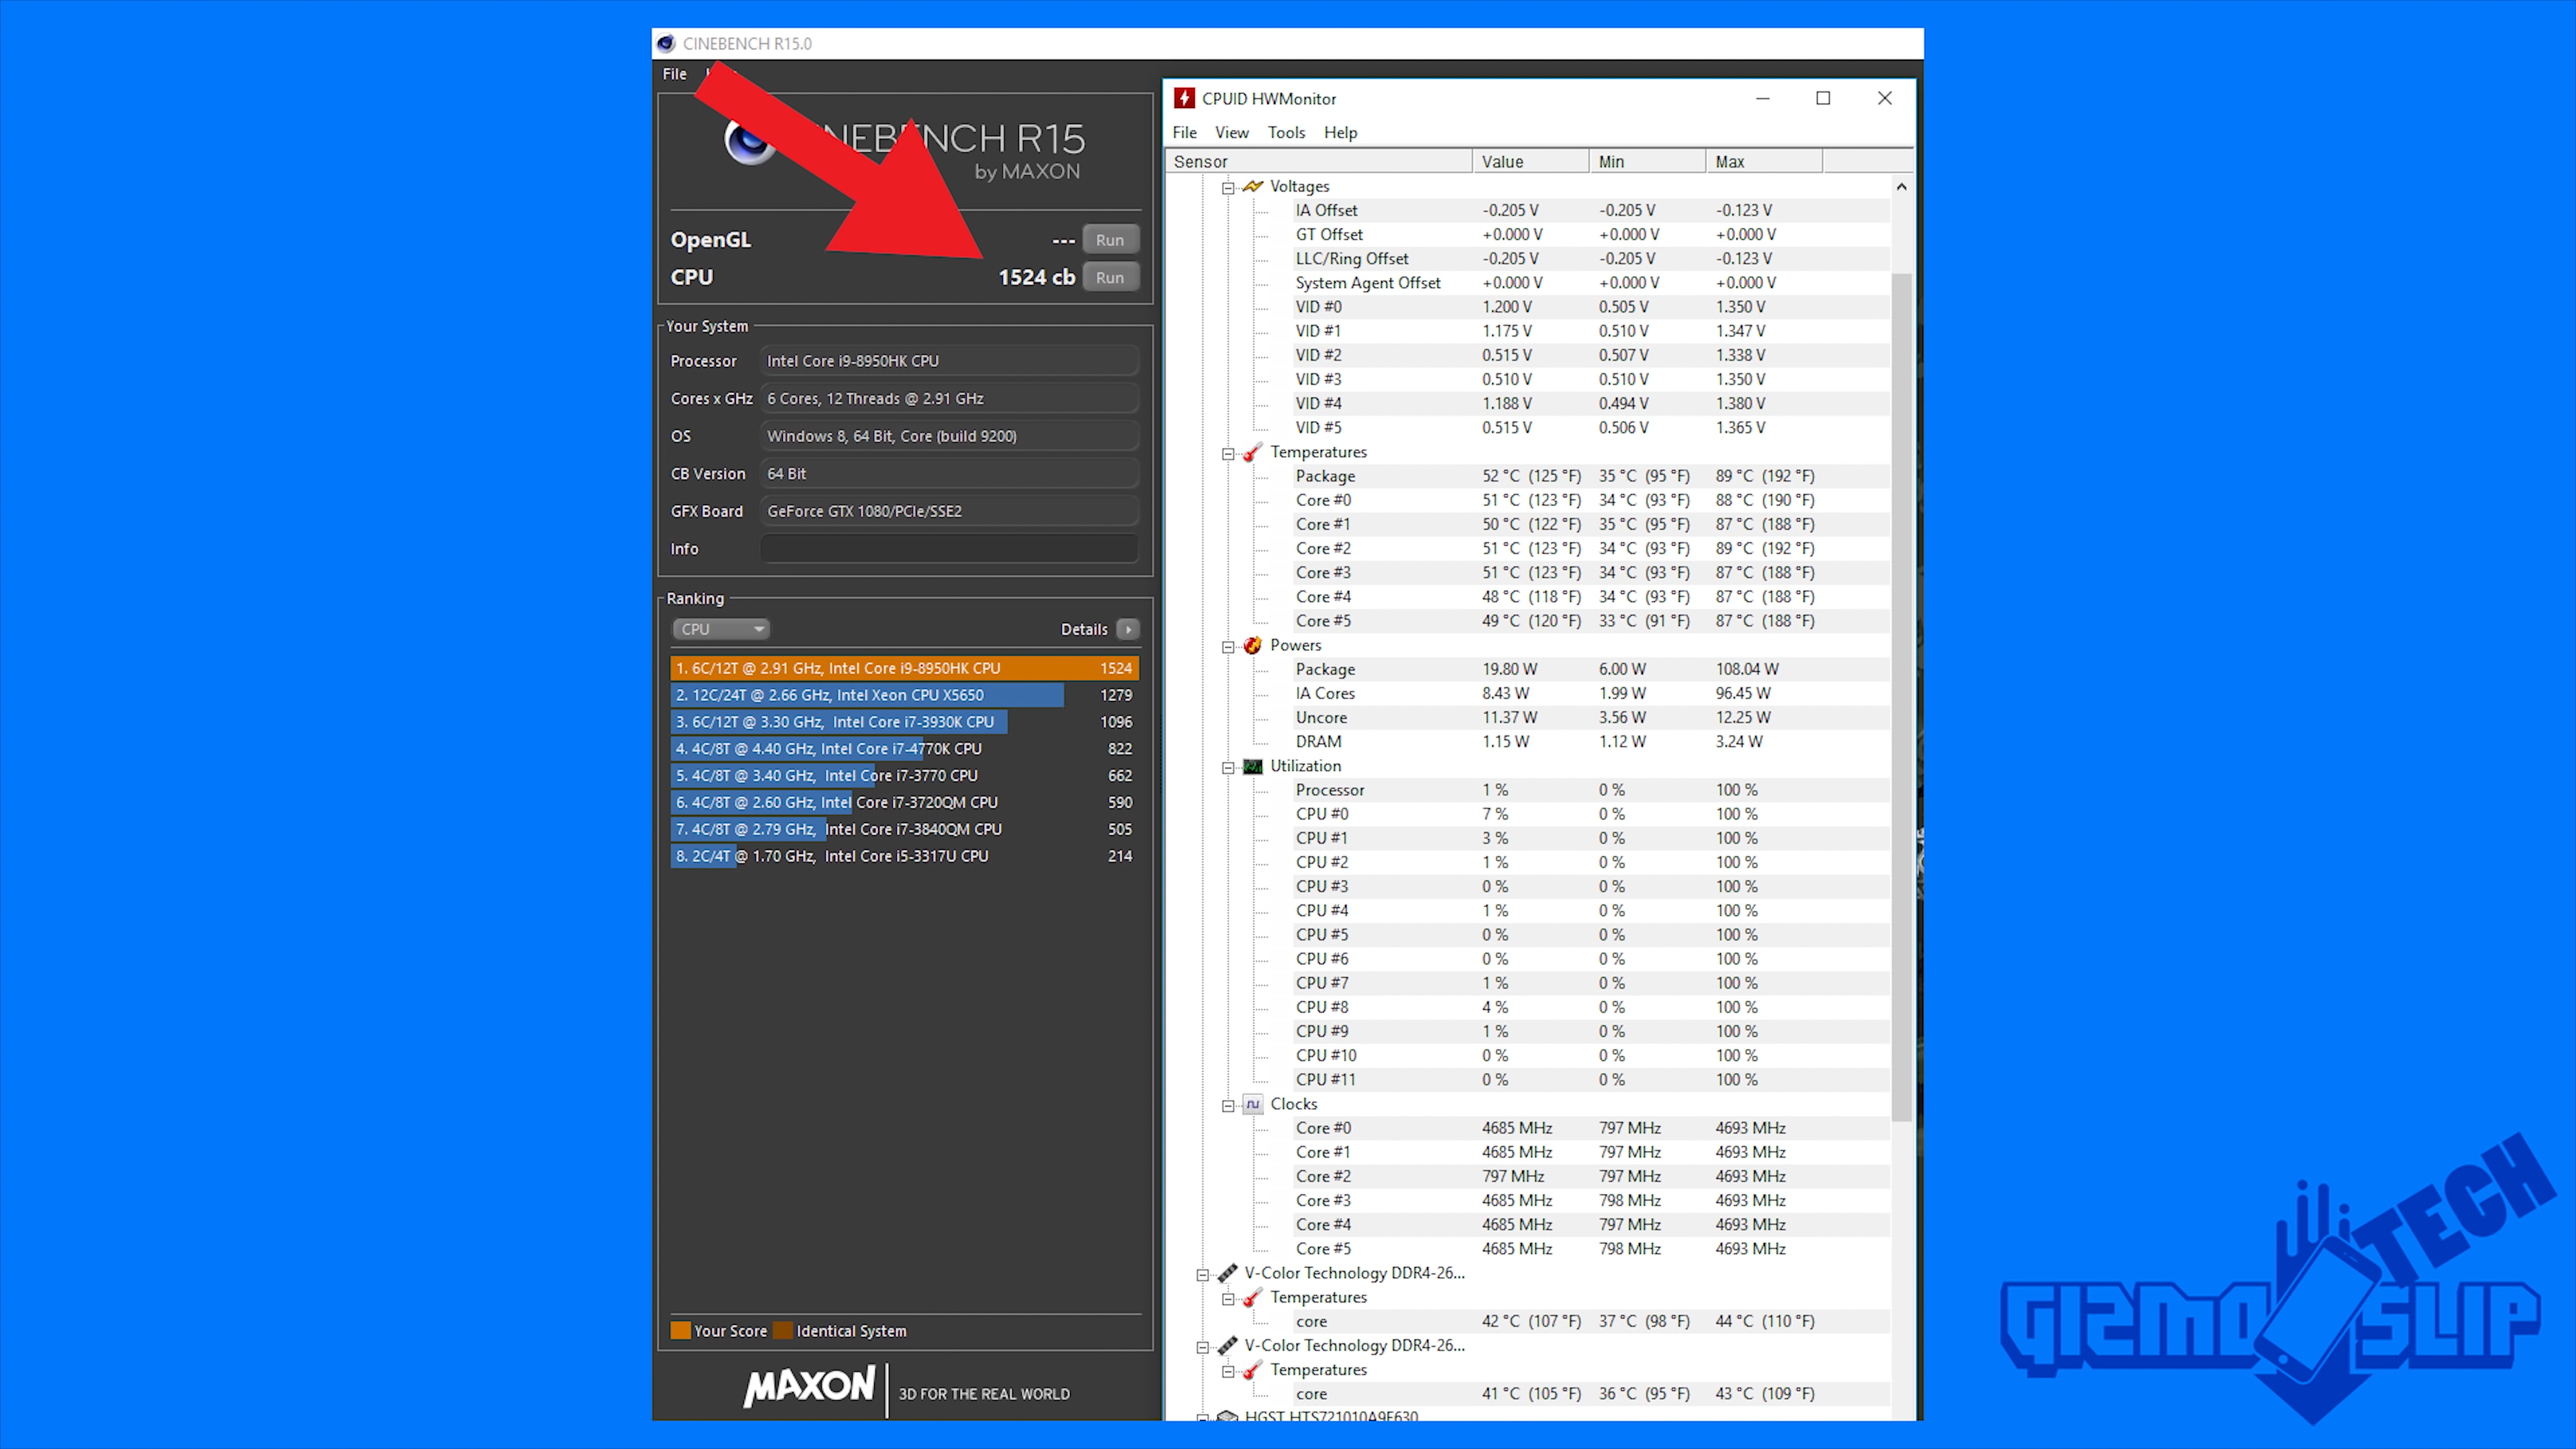 CINEBENCH R15.0
File
NEBENCH R15
by MAXON
OpenGL --- Run
CPU 1524 cb Run
Your System
Processor Intel Core i9-8950HK CPU
Cores x GHz 6 Cores, 12 Threads @ 2.91 GHz
OS Windows 8, 64 Bit, Core (build 9200)
CB Version 64 Bit
GFX Board GeForce GTX 1080/PCIe/SSE2
Info
Ranking
CPU Details
1. 6C/12T @ 2.91 GHz, Intel Core i9-8950HK CPU 1524
2. 12C/24T @ 2.66 GHz, Intel Xeon CPU X5650 1279
3. 6C/12T @ 3.30 GHz, Intel Core i7-3930K CPU 1096
4. 4C/8T @ 4.40 GHz, Intel Core i7-4770K CPU 822
5. 4C/8T @ 3.40 GHz, Intel Core i7-3770 CPU 662
6. 4C/8T @ 2.60 GHz, Intel Core i7-3720QM CPU 590
7. 4C/8T @ 2.79 GHz, Intel Core i7-3840QM CPU 505
8. 2C/4T @ 1.70 GHz, Intel Core i5-3317U CPU 214
Your Score Identical System
MAXON 3D FOR THE REAL WORLD
CPUID HWMonitor
File View Tools Help
Sensor Value Min Max
Voltages
IA Offset -0.205 V -0.205 V -0.123 V
GT Offset +0.000 V +0.000 V +0.000 V
LLC/Ring Offset -0.205 V -0.205 V -0.123 V
System Agent Offset +0.000 V +0.000 V +0.000 V
VID #0 1.200 V 0.505 V 1.350 V
VID #1 1.175 V 0.510 V 1.347 V
VID #2 0.515 V 0.507 V 1.338 V
VID #3 0.510 V 0.510 V 1.350 V
VID #4 1.188 V 0.494 V 1.380 V
VID #5 0.515 V 0.506 V 1.365 V
Temperatures
Package 52 °C (125 °F) 35 °C (95 °F) 89 °C (192 °F)
Core #0 51 °C (123 °F) 34 °C (93 °F) 88 °C (190 °F)
Core #1 50 °C (122 °F) 35 °C (95 °F) 87 °C (188 °F)
Core #2 51 °C (123 °F) 34 °C (93 °F) 89 °C (192 °F)
Core #3 51 °C (123 °F) 34 °C (93 °F) 87 °C (188 °F)
Core #4 48 °C (118 °F) 34 °C (93 °F) 87 °C (188 °F)
Core #5 49 °C (120 °F) 33 °C (91 °F) 87 °C (188 °F)
Powers
Package 19.80 W 6.00 W 108.04 W
IA Cores 8.43 W 1.99 W 96.45 W
Uncore 11.37 W 3.56 W 12.25 W
DRAM 1.15 W 1.12 W 3.24 W
Utilization
Processor 1 % 0 % 100 %
CPU #0 7 % 0 % 100 %
CPU #1 3 % 0 % 100 %
CPU #2 1 % 0 % 100 %
CPU #3 0 % 0 % 100 %
CPU #4 1 % 0 % 100 %
CPU #5 0 % 0 % 100 %
CPU #6 0 % 0 % 100 %
CPU #7 1 % 0 % 100 %
CPU #8 4 % 0 % 100 %
CPU #9 1 % 0 % 100 %
CPU #10 0 % 0 % 100 %
CPU #11 0 % 0 % 100 %
Clocks
Core #0 4685 MHz 797 MHz 4693 MHz
Core #1 4685 MHz 797 MHz 4693 MHz
Core #2 797 MHz 797 MHz 4693 MHz
Core #3 4685 MHz 798 MHz 4693 MHz
Core #4 4685 MHz 797 MHz 4693 MHz
Core #5 4685 MHz 798 MHz 4693 MHz
V-Color Technology DDR4-26...
Temperatures
core 42 °C (107 °F) 37 °C (98 °F) 44 °C (110 °F)
V-Color Technology DDR4-26...
Temperatures
core 41 °C (105 °F) 36 °C (95 °F) 43 °C (109 °F)
HGST HTS721010A9E630
TECH
GIZMO SLIP